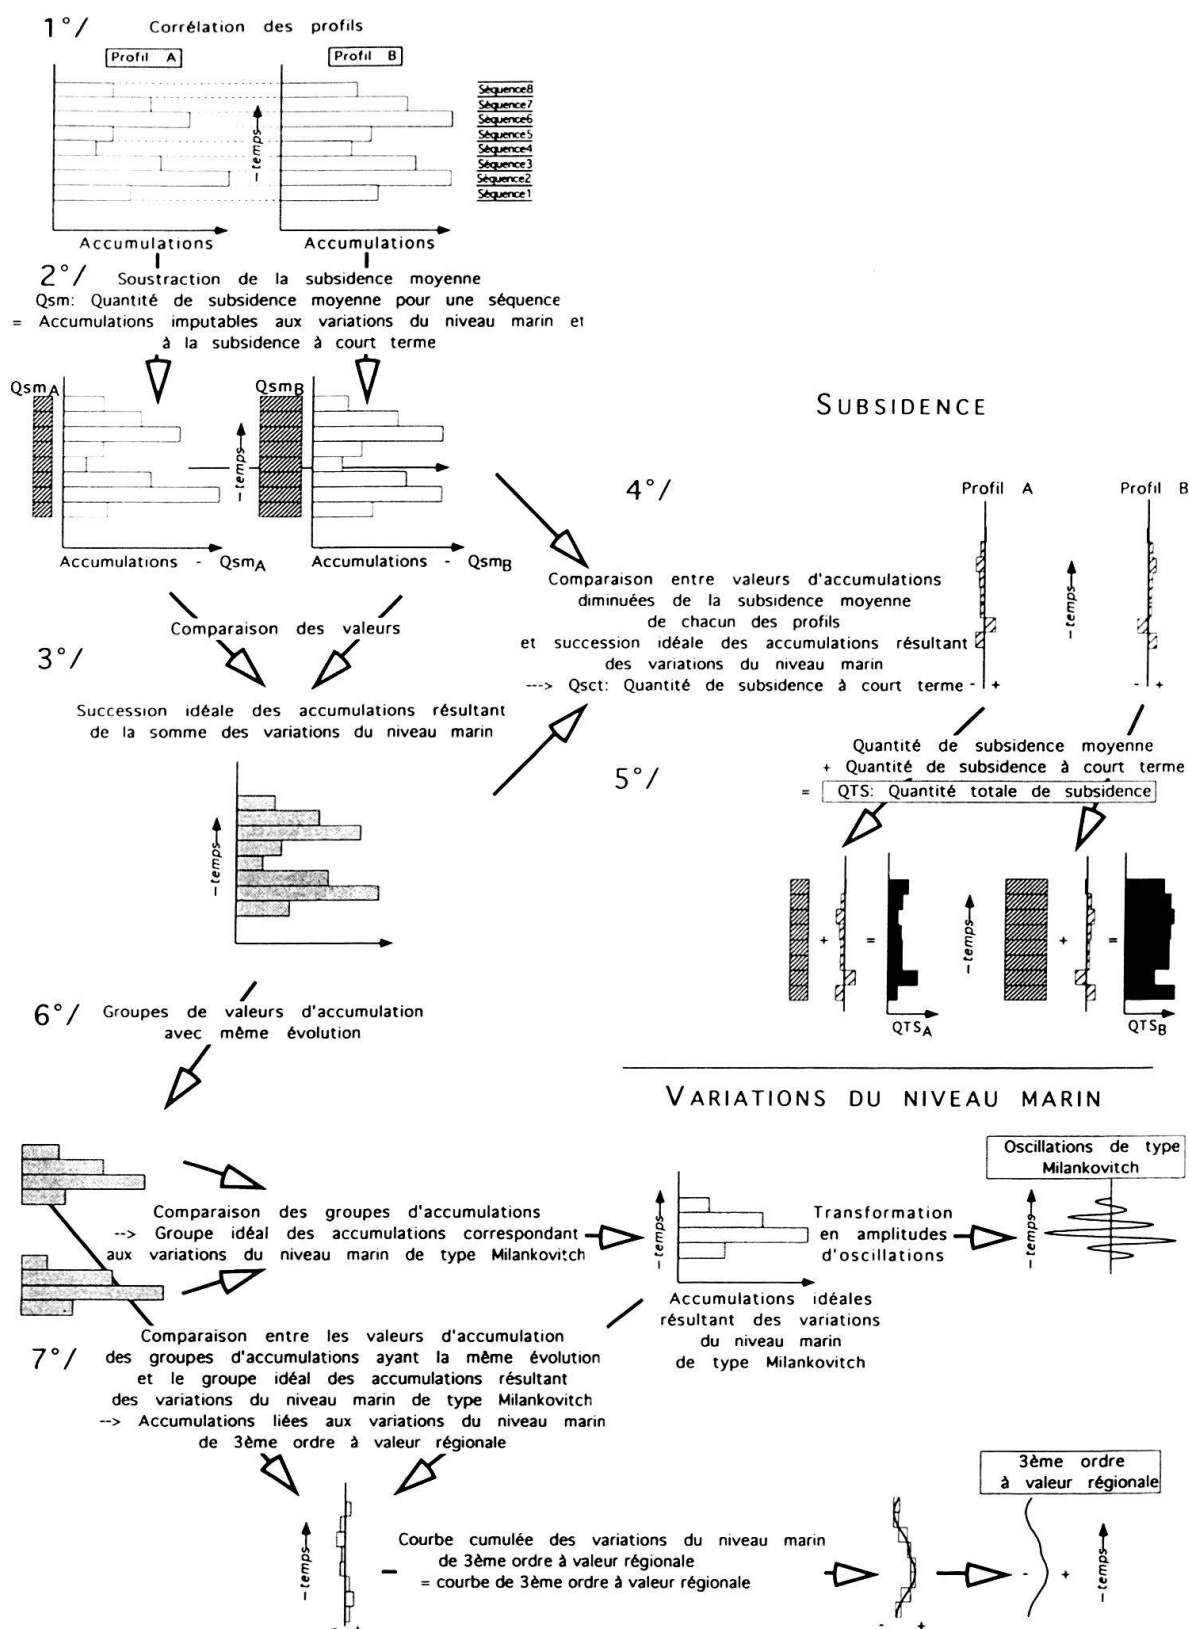 1°/ Corrélation des profils
Profil A
Profil B
Séquence8
Séquence7
Séquence6
Séquence5
Séquence4
Séquence3
Séquence2
Séquence1
temps
Accumulations
Accumulations
2°/ Soustraction de la subsidence moyenne
Qsm: Quantité de subsidence moyenne pour une séquence
= Accumulations imputables aux variations du niveau marin et
à la subsidence à court terme
QsmA
QsmB
temps
Accumulations - QsmA
Accumulations - QsmB
Comparaison des valeurs
3°/
Succession idéale des accumulations résultant
de la somme des variations du niveau marin
temps
SUBSIDENCE
4°/
Profil A
Profil B
temps
Comparaison entre valeurs d'accumulations
diminuées de la subsidence moyenne
de chacun des profils
et succession idéale des accumulations résultant
des variations du niveau marin
---> Qsct: Quantité de subsidence à court terme
- +
- +
5°/
Quantité de subsidence moyenne
+ Quantité de subsidence à court terme
= QTS: Quantité totale de subsidence
+
=
temps
+
=
QTSA
QTSB
6°/ Groupes de valeurs d'accumulation
avec même évolution
VARIATIONS DU NIVEAU MARIN
Comparaison des groupes d'accumulations
--> Groupe idéal des accumulations correspondant
aux variations du niveau marin de type Milankovitch
temps
Accumulations idéales
résultant des variations
du niveau marin
de type Milankovitch
Transformation
en amplitudes
d'oscillations
Oscillations de type
Milankovitch
temps
7°/
Comparaison entre les valeurs d'accumulation
des groupes d'accumulations ayant la même évolution
et le groupe idéal des accumulations résultant
des variations du niveau marin de type Milankovitch
--> Accumulations liées aux variations du niveau marin
de 3ème ordre à valeur régionale
temps
- +
Courbe cumulée des variations du niveau marin
de 3ème ordre à valeur régionale
= courbe de 3ème ordre à valeur régionale
- +
3ème ordre
à valeur régionale
- +
temps